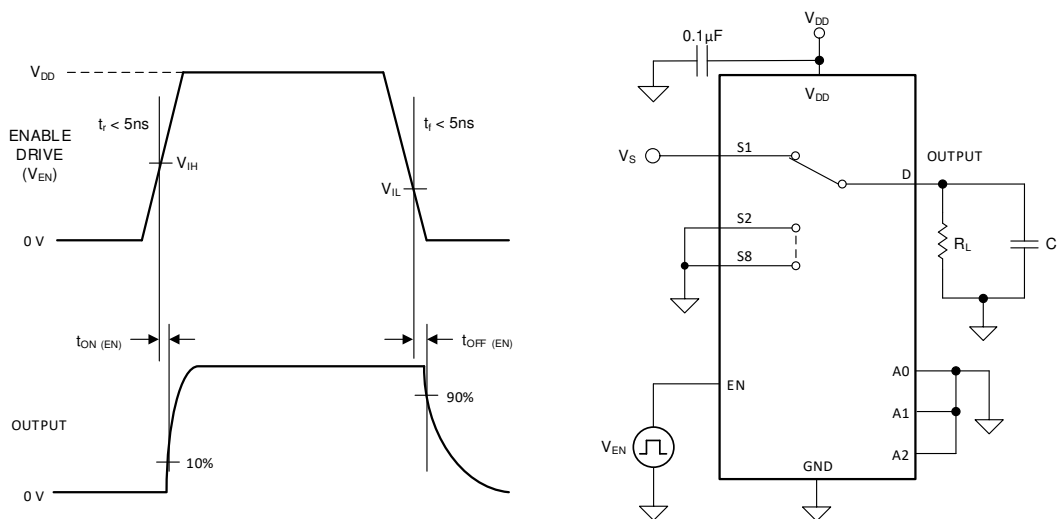 V_DD
t_r < 5ns
t_f < 5ns
ENABLE
DRIVE
(V_EN)
V_IH
V_IL
0 V
t_ON (EN)
t_OFF (EN)
90%
OUTPUT
10%
0 V
V_DD
0.1µF
V_DD
V_S
S1
OUTPUT
D
S2
S8
R_L
C
EN
A0
A1
A2
V_EN
GND